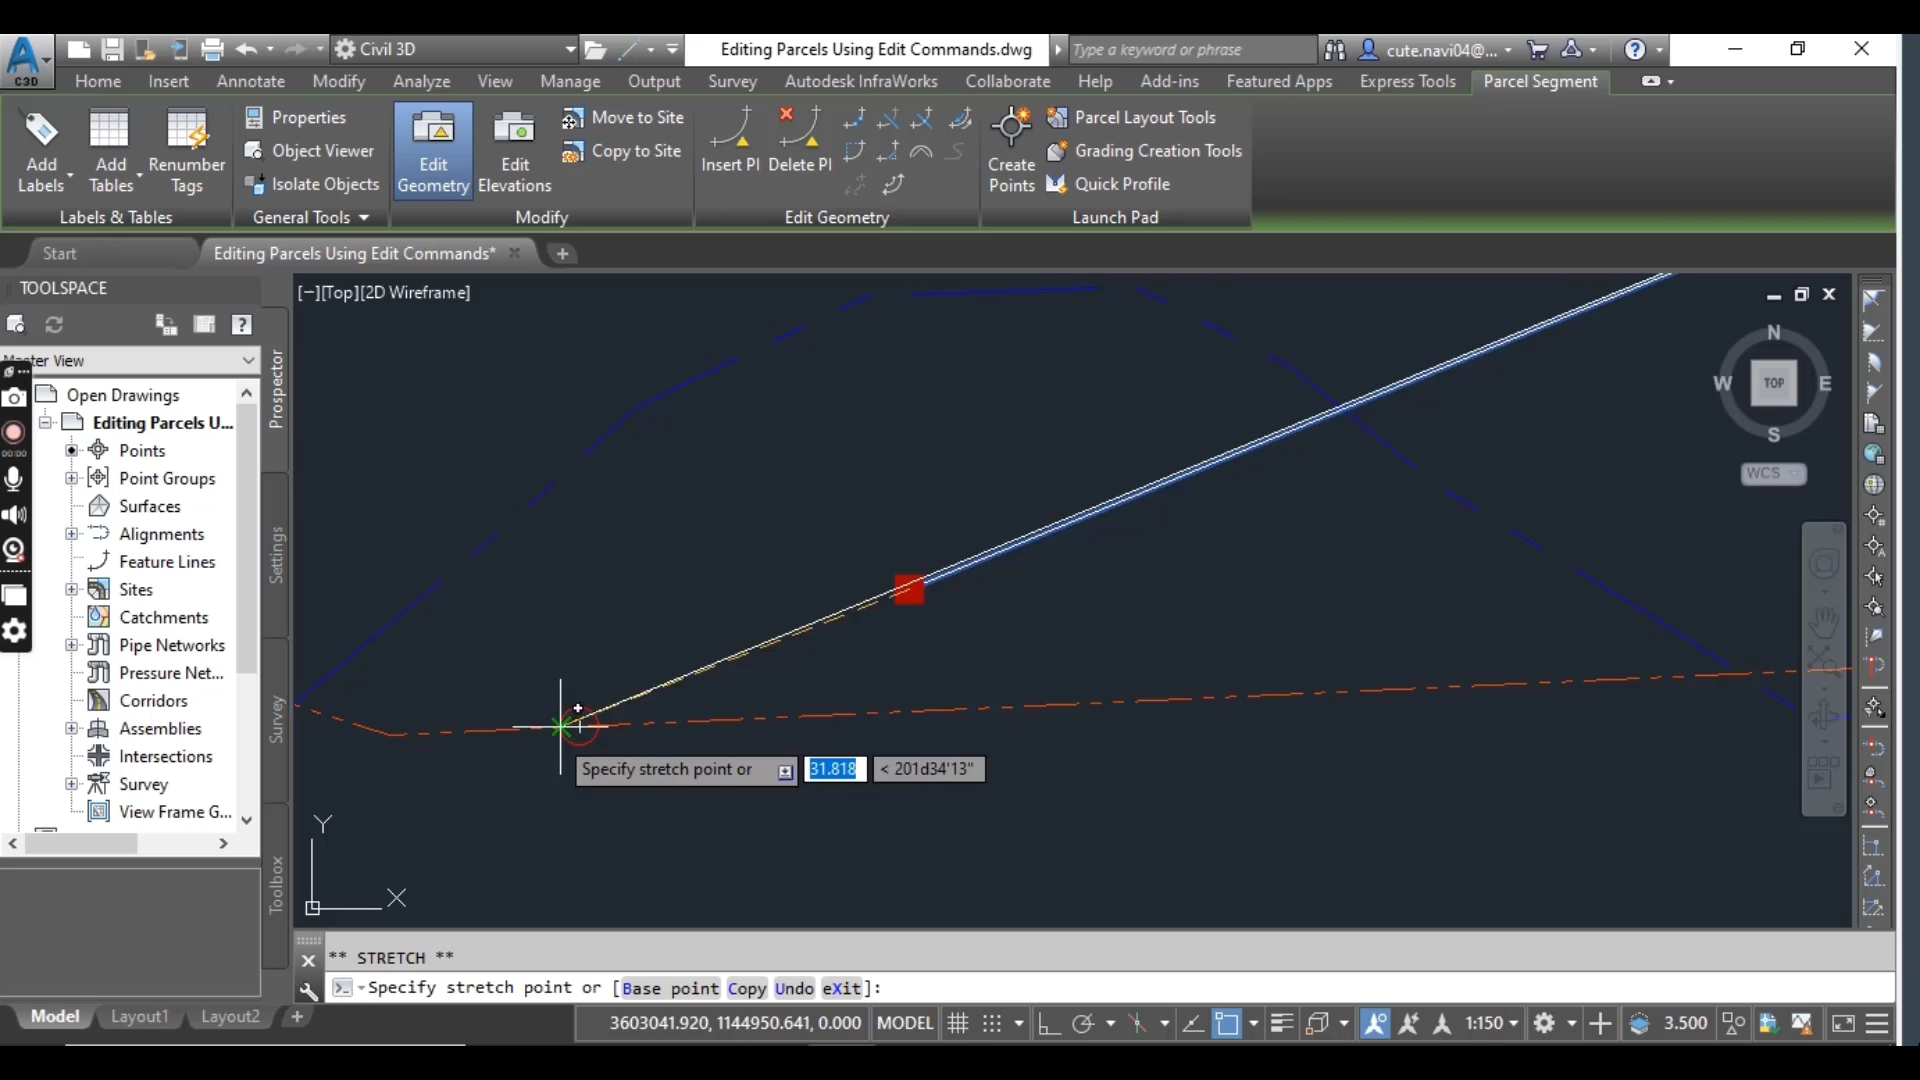 Civil 3D
Editing Parcels Using Edit Commands.dwg
Type a keyword or phrase
cute.navi04@...
C3D
Home
Insert
Annotate
Modify
Analyze
View
Manage
Output
Survey
Autodesk InfraWorks
Collaborate
Help
Add-ins
Featured Apps
Express Tools
Parcel Segment
Add
Labels
Add
Tables
Renumber
Tags
Properties
Object Viewer
Isolate Objects
Edit
Geometry
Edit
Elevations
Move to Site
Copy to Site
Insert PI
Delete PI
Create
Points
Parcel Layout Tools
Grading Creation Tools
Quick Profile
Labels & Tables
General Tools
Modify
Edit Geometry
Launch Pad
Start
Editing Parcels Using Edit Commands*
TOOLSPACE
[−][Top][2D Wireframe]
Open Drawings
Editing Parcels U...
Points
Point Groups
Surfaces
Alignments
Feature Lines
Sites
Catchments
Pipe Networks
Pressure Net...
Corridors
Assemblies
Intersections
Survey
View Frame G...
00:00
Prospector
Settings
Survey
Toolbox
N
W
TOP
E
S
WCS
Specify stretch point or
31.818
< 201d34'13"
Y
X
** STRETCH **
Specify stretch point or [Base point Copy Undo eXit]:
Model
Layout1
Layout2
3603041.920, 1144950.641, 0.000
MODEL
1:150
3.500